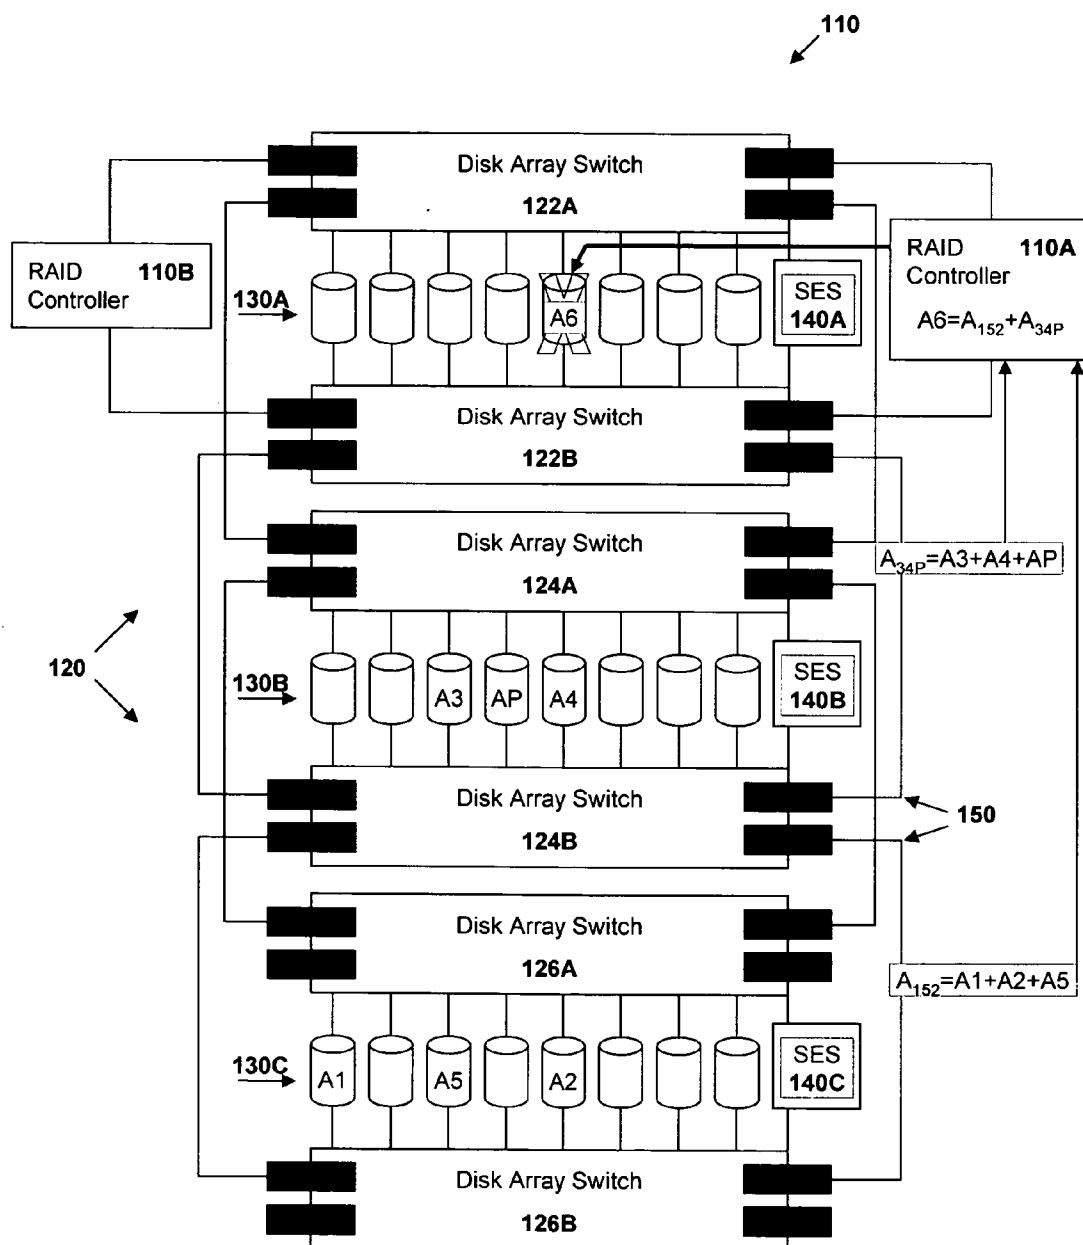 110
Disk Array Switch
122A
RAID 110B
Controller
RAID 110A
Controller
A6=A152+A34P
130A
A6
SES
140A
Disk Array Switch
122B
Disk Array Switch
124A
A34P=A3+A4+AP
120
130B
A3 AP A4
SES
140B
Disk Array Switch
124B
150
Disk Array Switch
126A
A152=A1+A2+A5
130C
A1 A5 A2
SES
140C
Disk Array Switch
126B